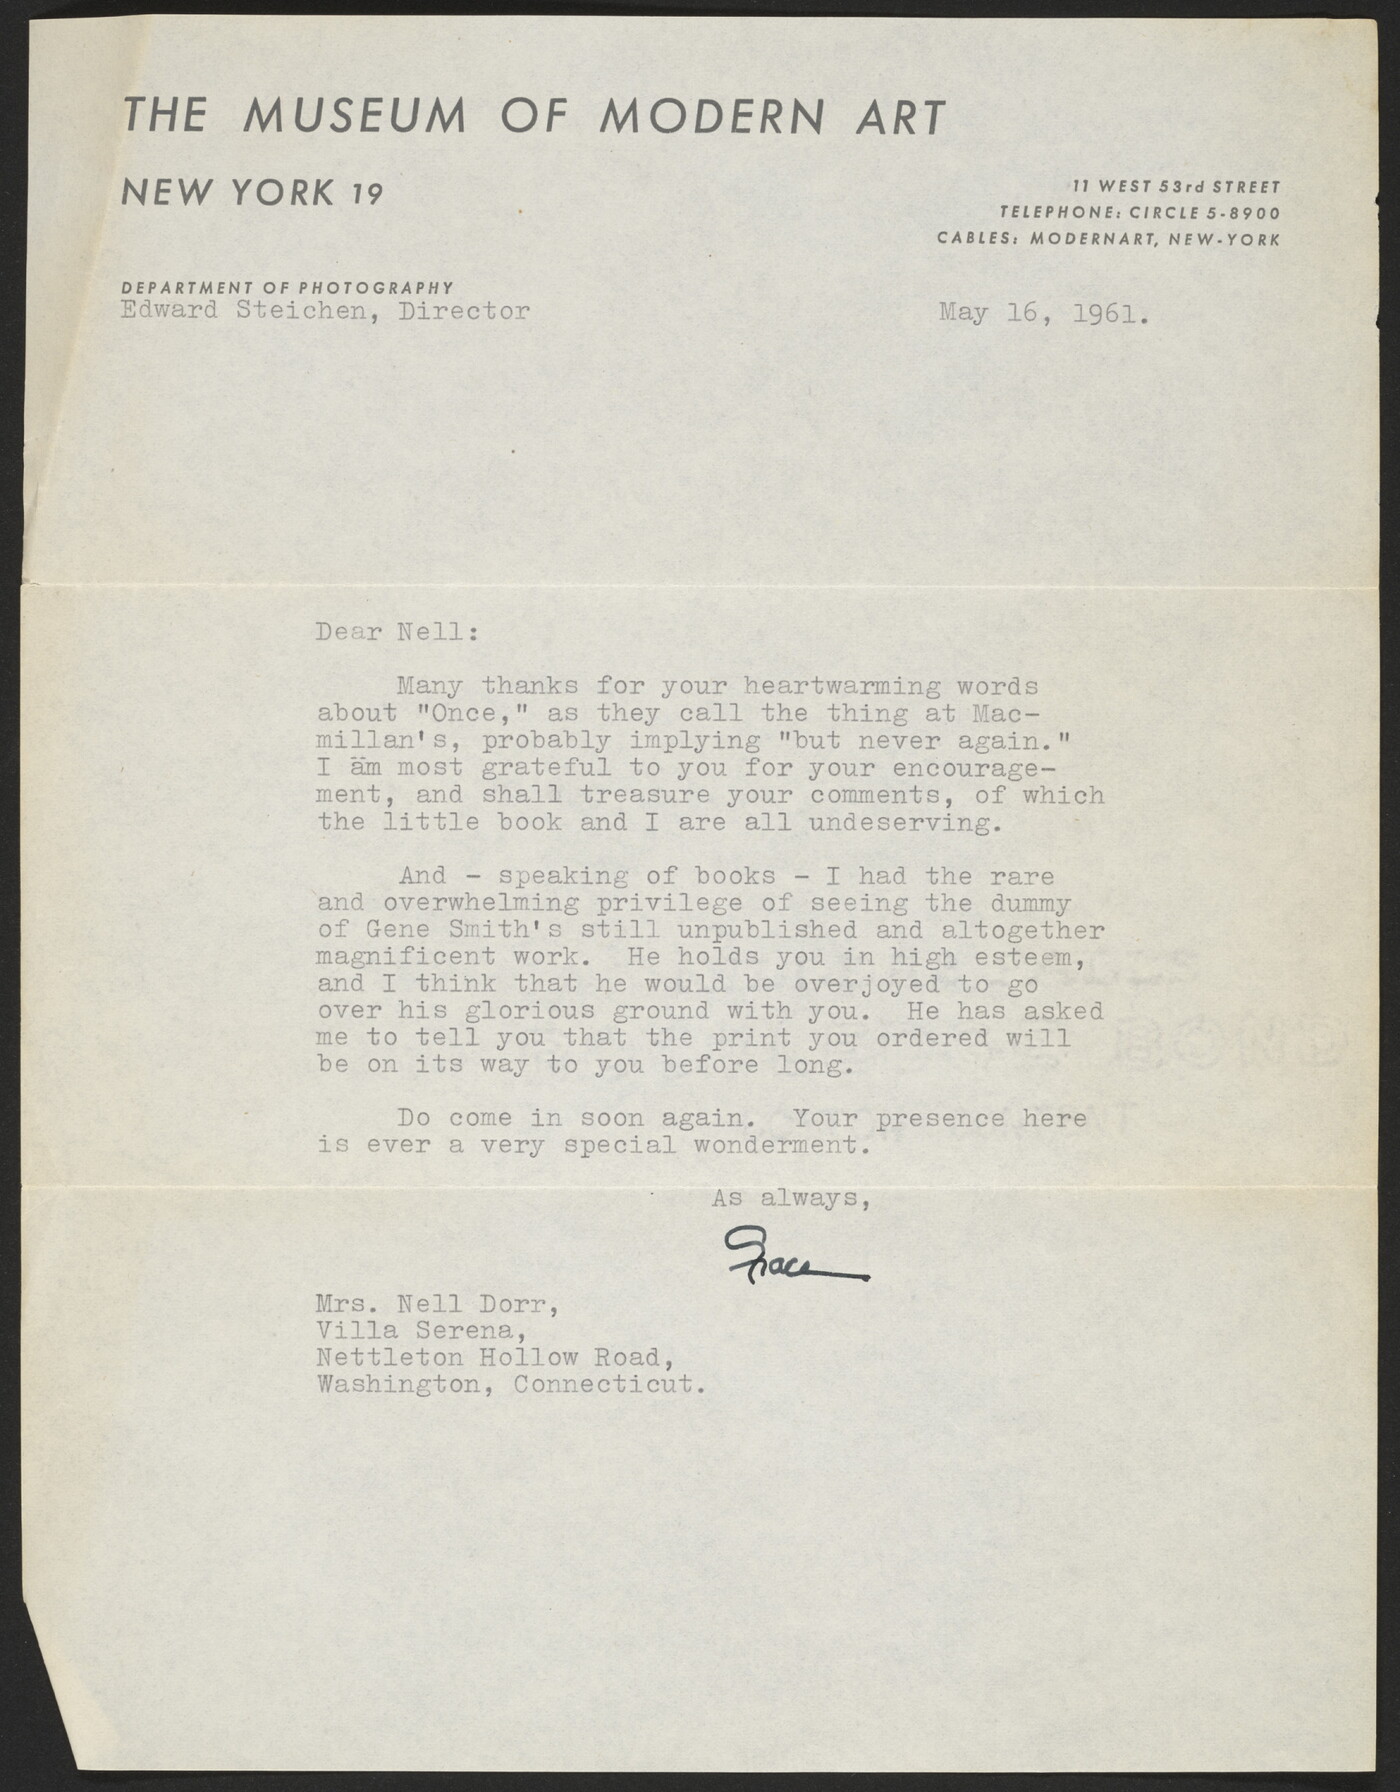 THE MUSEUM OF MODERN ART
NEW YORK 19
11 WEST 53rd STREET
TELEPHONE: CIRCLE 5-8900
CABLES: MODERNART, NEW-YORK
DEPARTMENT OF PHOTOGRAPHY
Edward Steichen, Director
May 16, 1961.
Dear Nell:
Many thanks for your heartwarming words
about "Once," as they call the thing at Mac-
millan's, probably implying "but never again."
I am most grateful to you for your encourage-
ment, and shall treasure your comments, of which
the little book and I are all undeserving.
And - speaking of books - I had the rare
and overwhelming privilege of seeing the dummy
of Gene Smith's still unpublished and altogether
magnificent work. He holds you in high esteem,
and I think that he would be overjoyed to go
over his glorious ground with you. He has asked
me to tell you that the print you ordered will
be on its way to you before long.
Do come in soon again. Your presence here
is ever a very special wonderment.
As always,
Grace
Mrs. Nell Dorr,
Villa Serena,
Nettleton Hollow Road,
Washington, Connecticut.